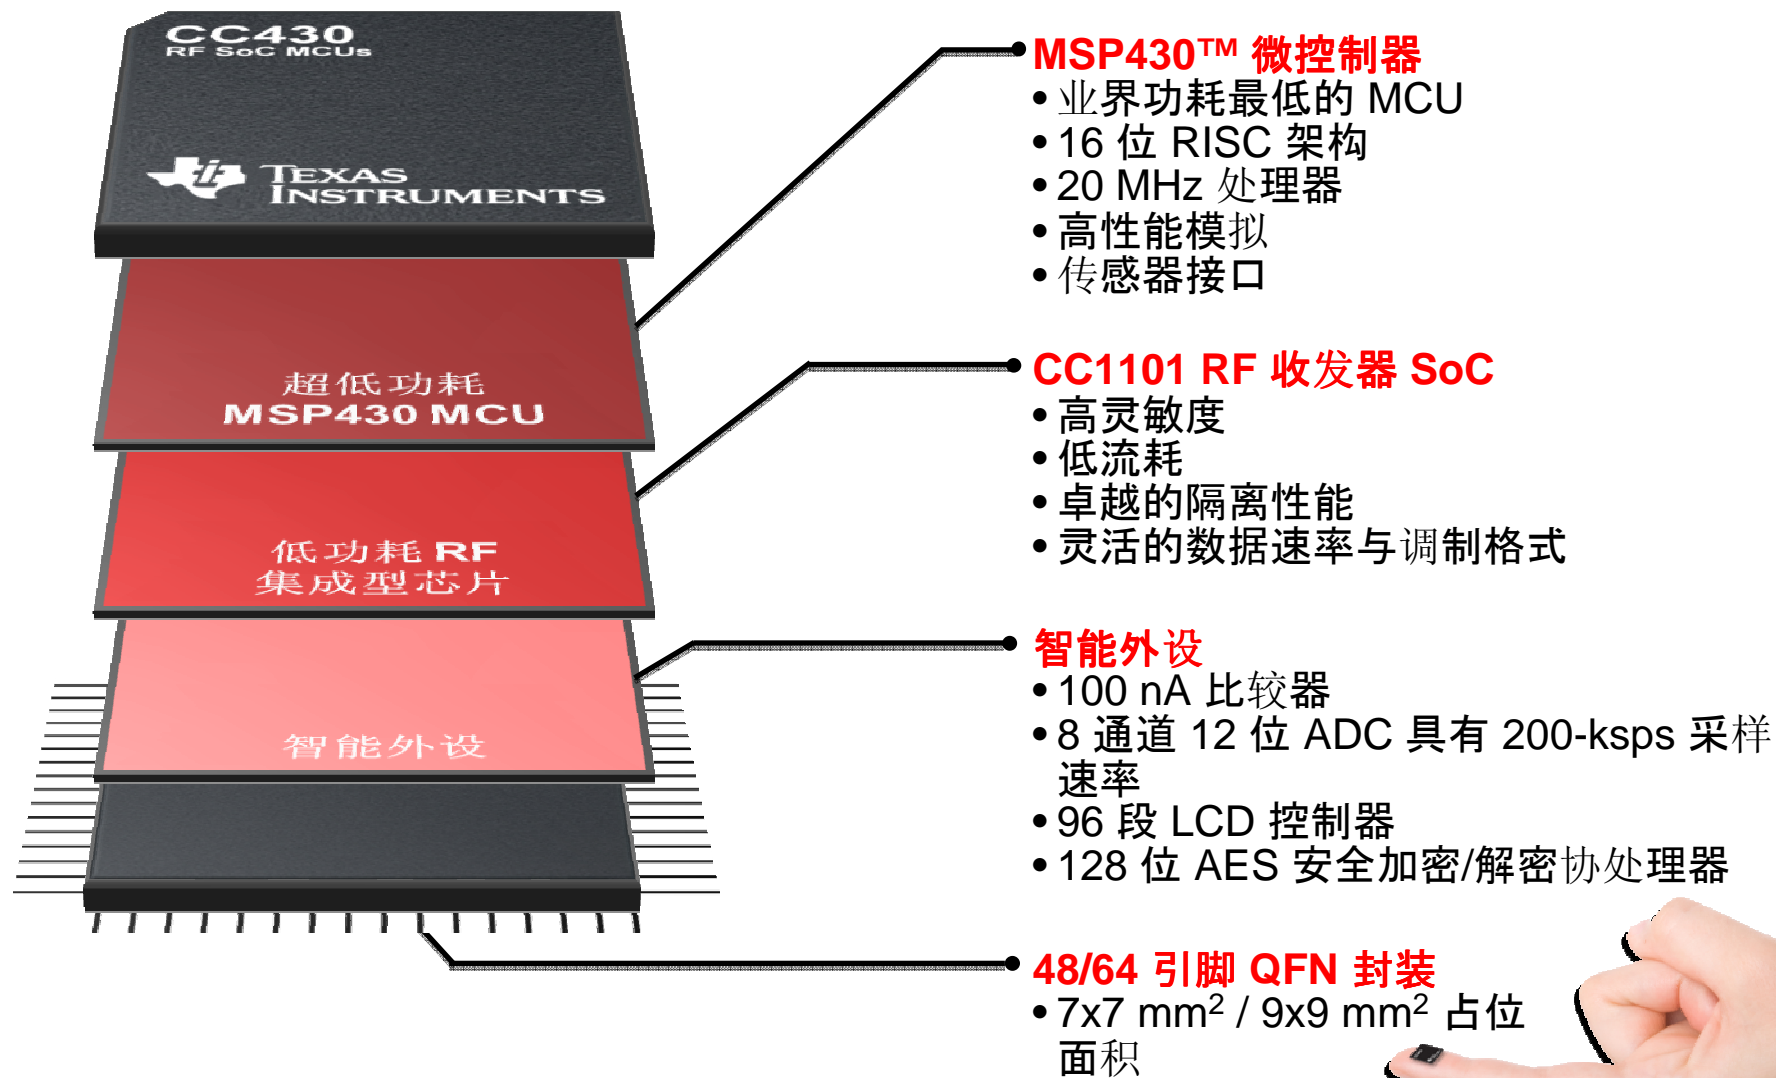 CC430
RF SoC MCUs
TEXAS
INSTRUMENTS
超低功耗
MSP430 MCU
低功耗 RF
集成型芯片
智能外设
MSP430™ 微控制器
• 业界功耗最低的 MCU
• 16 位 RISC 架构
• 20 MHz 处理器
• 高性能模拟
• 传感器接口
CC1101 RF 收发器 SoC
• 高灵敏度
• 低流耗
• 卓越的隔离性能
• 灵活的数据速率与调制格式
智能外设
• 100 nA 比较器
• 8 通道 12 位 ADC 具有 200-ksps 采样
速率
• 96 段 LCD 控制器
• 128 位 AES 安全加密/解密协处理器
48/64 引脚 QFN 封装
• 7x7 mm² / 9x9 mm² 占位
面积